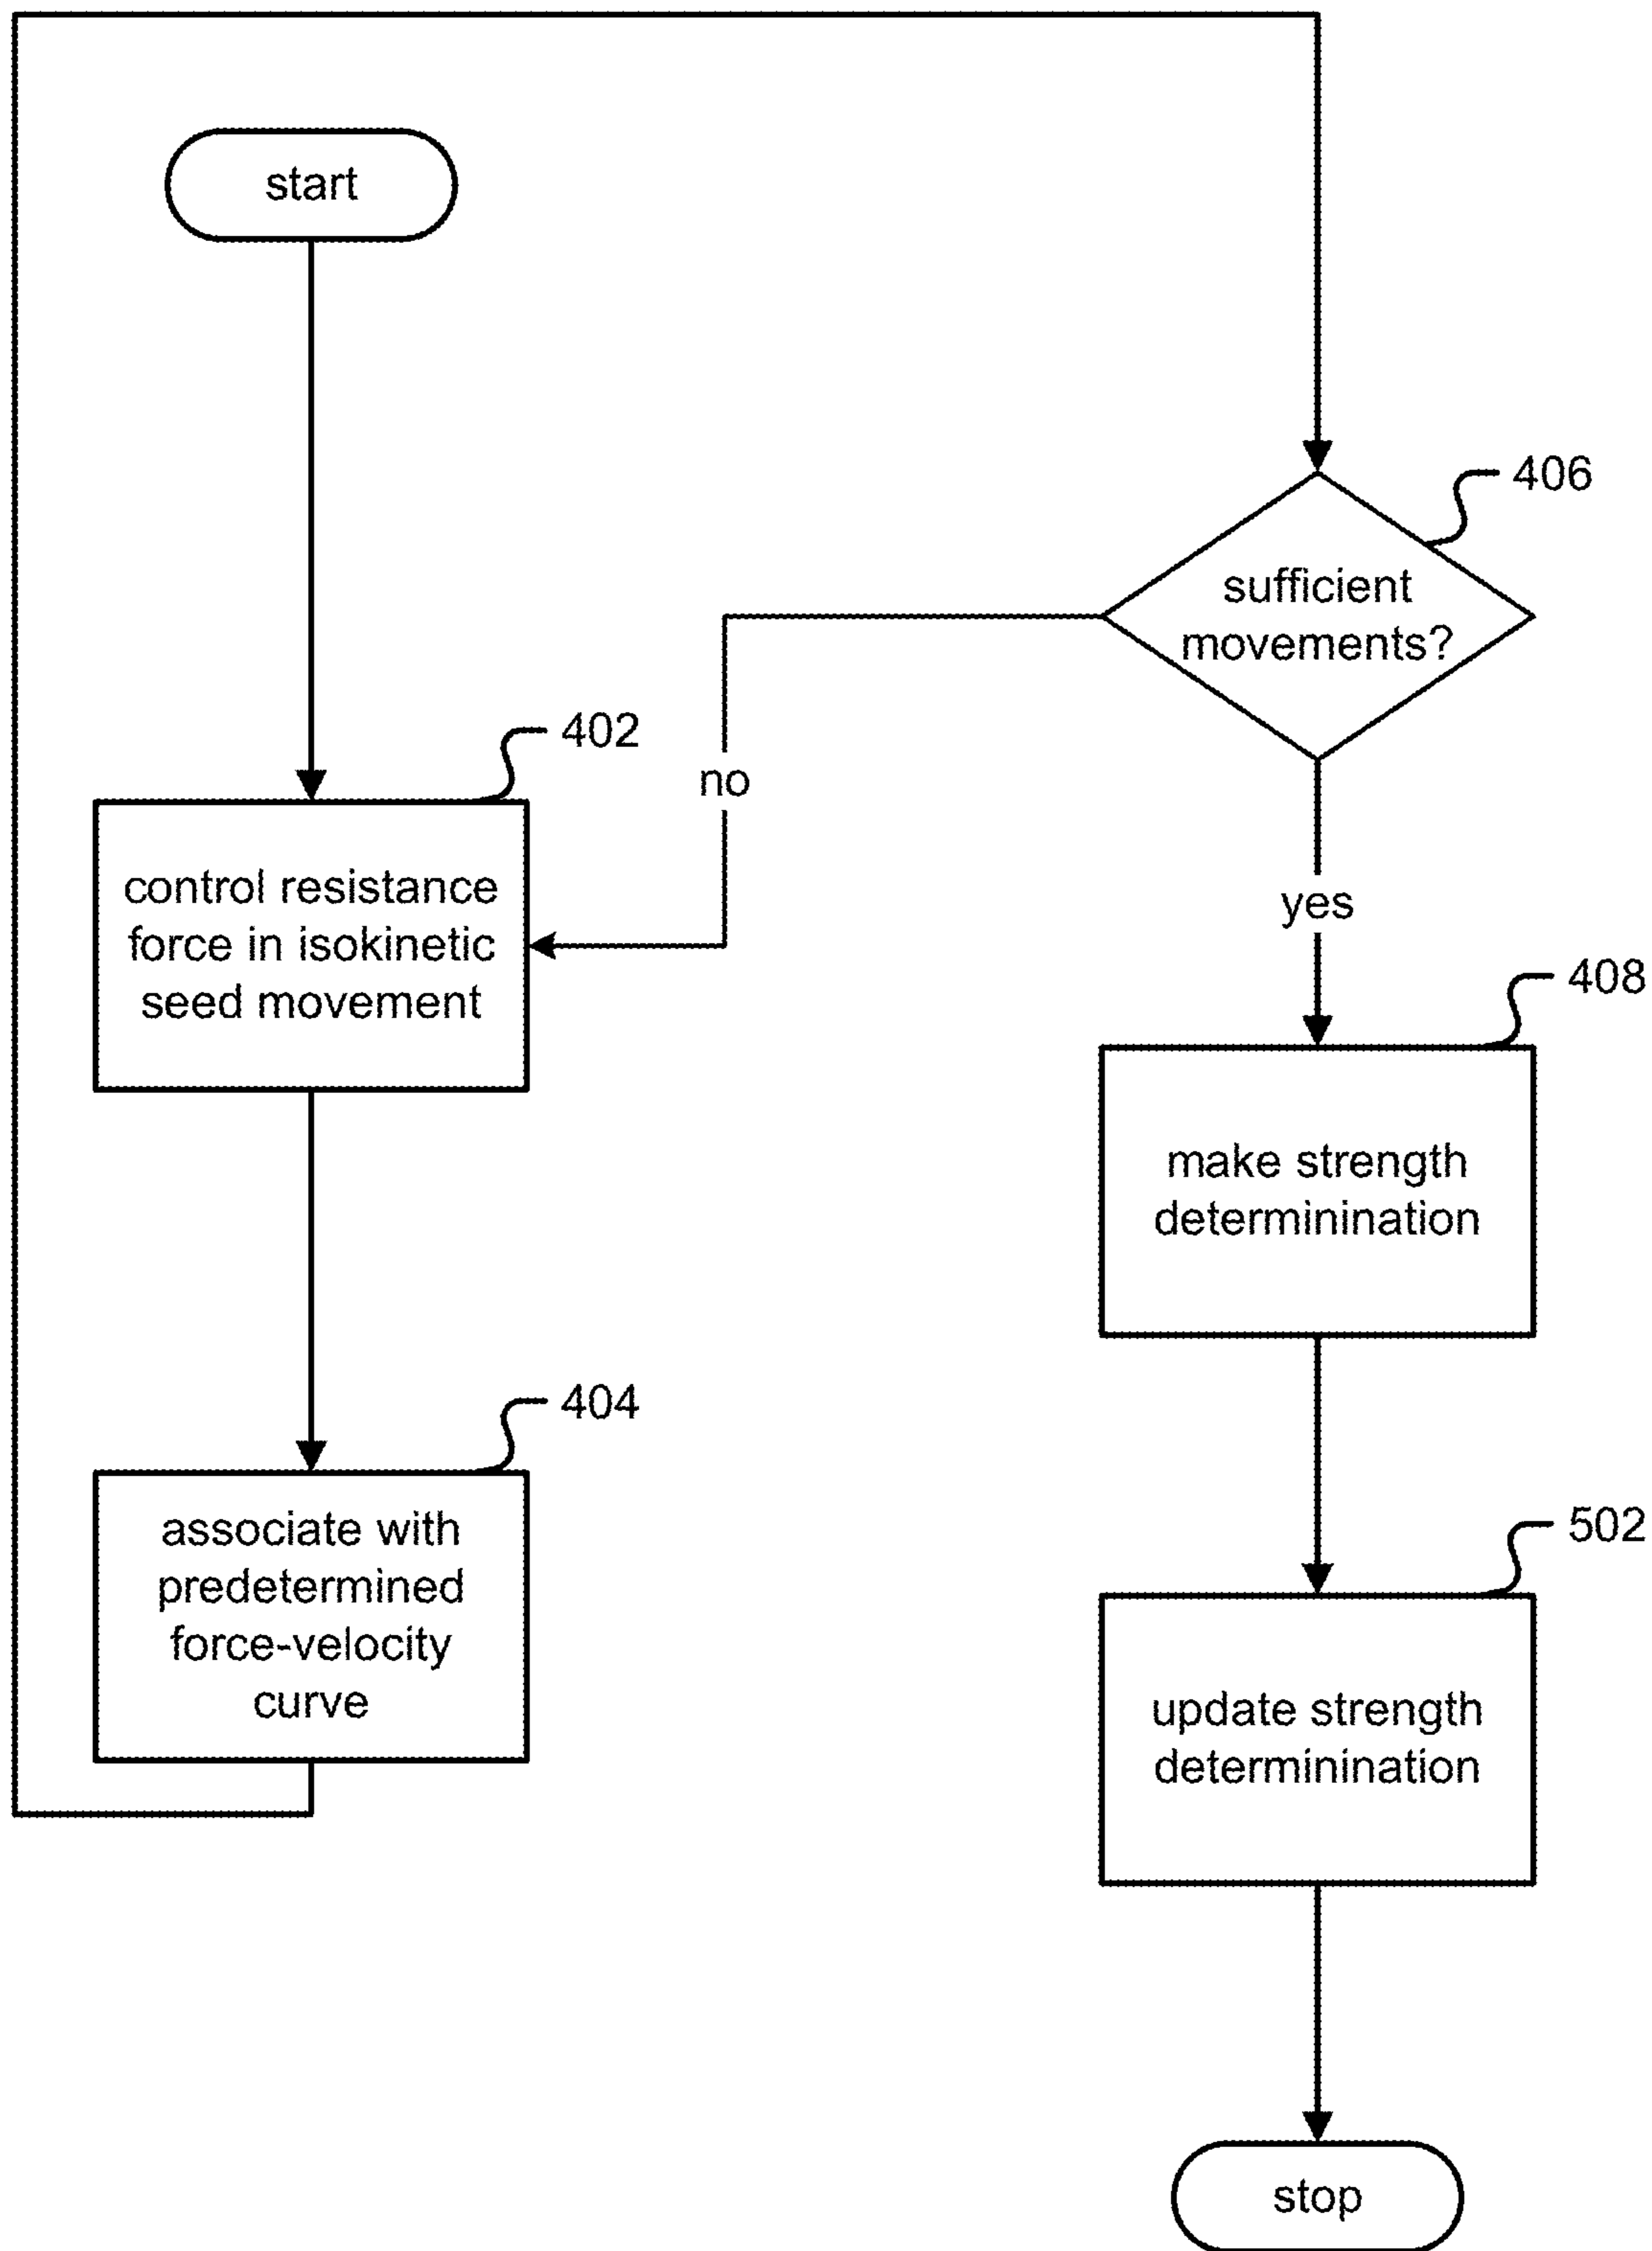 start
402
control resistance
force in isokinetic
seed movement
404
associate with
predetermined
force-velocity
curve
406
sufficient
movements?
no
yes
408
make strength
determinination
502
update strength
determinination
stop